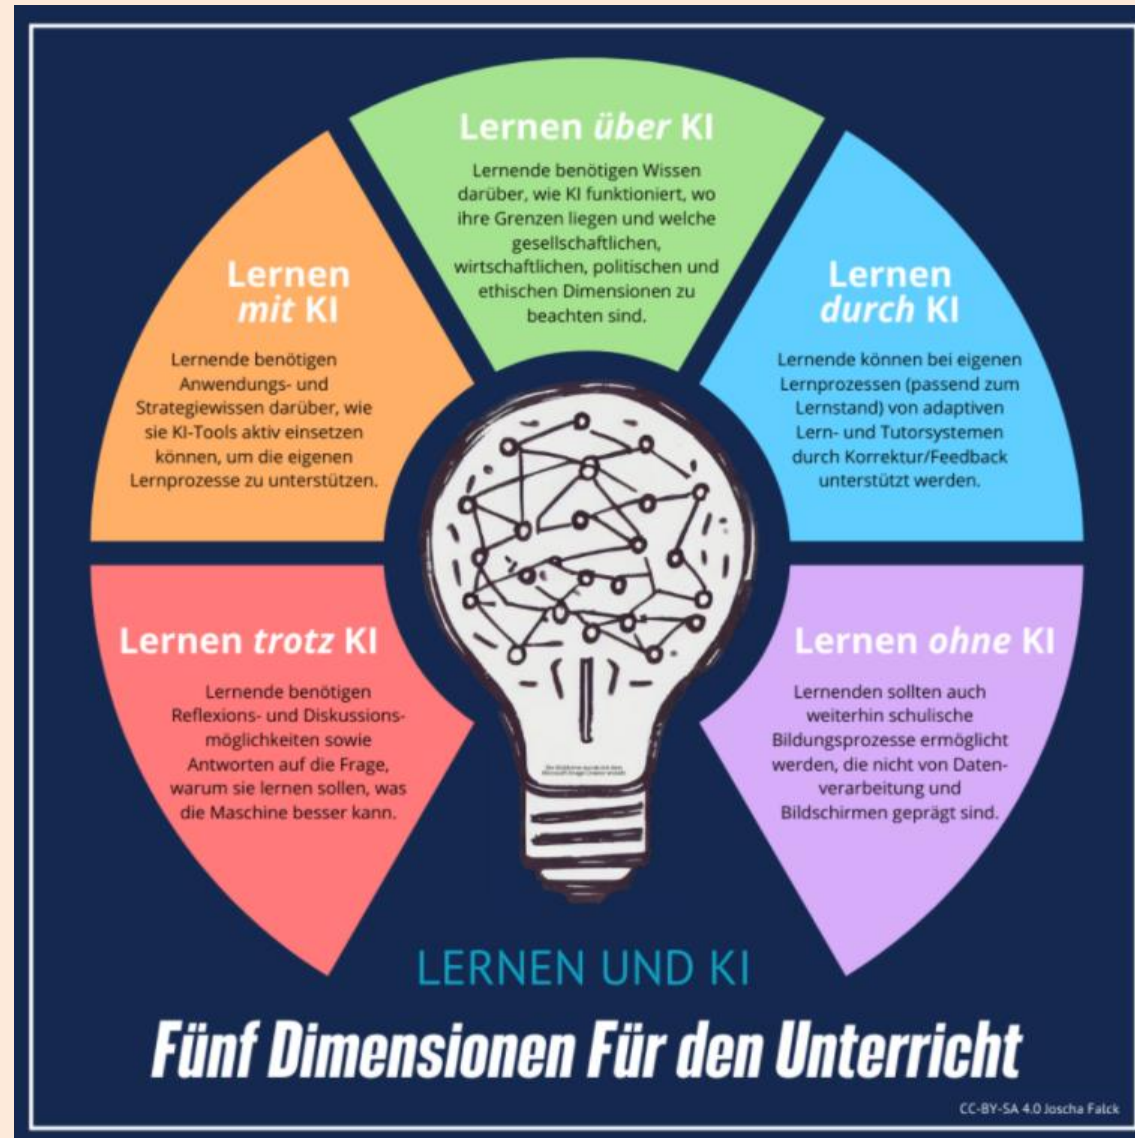 Lernen über KI
Lernende benötigen Wissen
darüber, wie KI funktioniert, wo
ihre Grenzen liegen und welche
gesellschaftlichen,
wirtschaftlichen, politischen und
ethischen Dimensionen zu
beachten sind.
Lernen
mit KI
Lernende benötigen
Anwendungs- und
Strategiewissen darüber, wie
sie KI-Tools aktiv einsetzen
können, um die eigenen
Lernprozesse zu unterstützen.
Lernen
durch KI
Lernende können bei eigenen
Lernprozessen (passend zum
Lernstand) von adaptiven
Lern- und Tutorsystemen
durch Korrektur/Feedback
unterstützt werden.
Lernen trotz KI
Lernende benötigen
Reflexions- und Diskussions-
möglichkeiten sowie
Antworten auf die Frage,
warum sie lernen sollen, was
die Maschine besser kann.
Lernen ohne KI
Lernenden sollten auch
weiterhin schulische
Bildungsprozesse ermöglicht
werden, die nicht von Daten-
verarbeitung und
Bildschirmen geprägt sind.
LERNEN UND KI
Fünf Dimensionen Für den Unterricht
CC-BY-SA 4.0 Joscha Falck